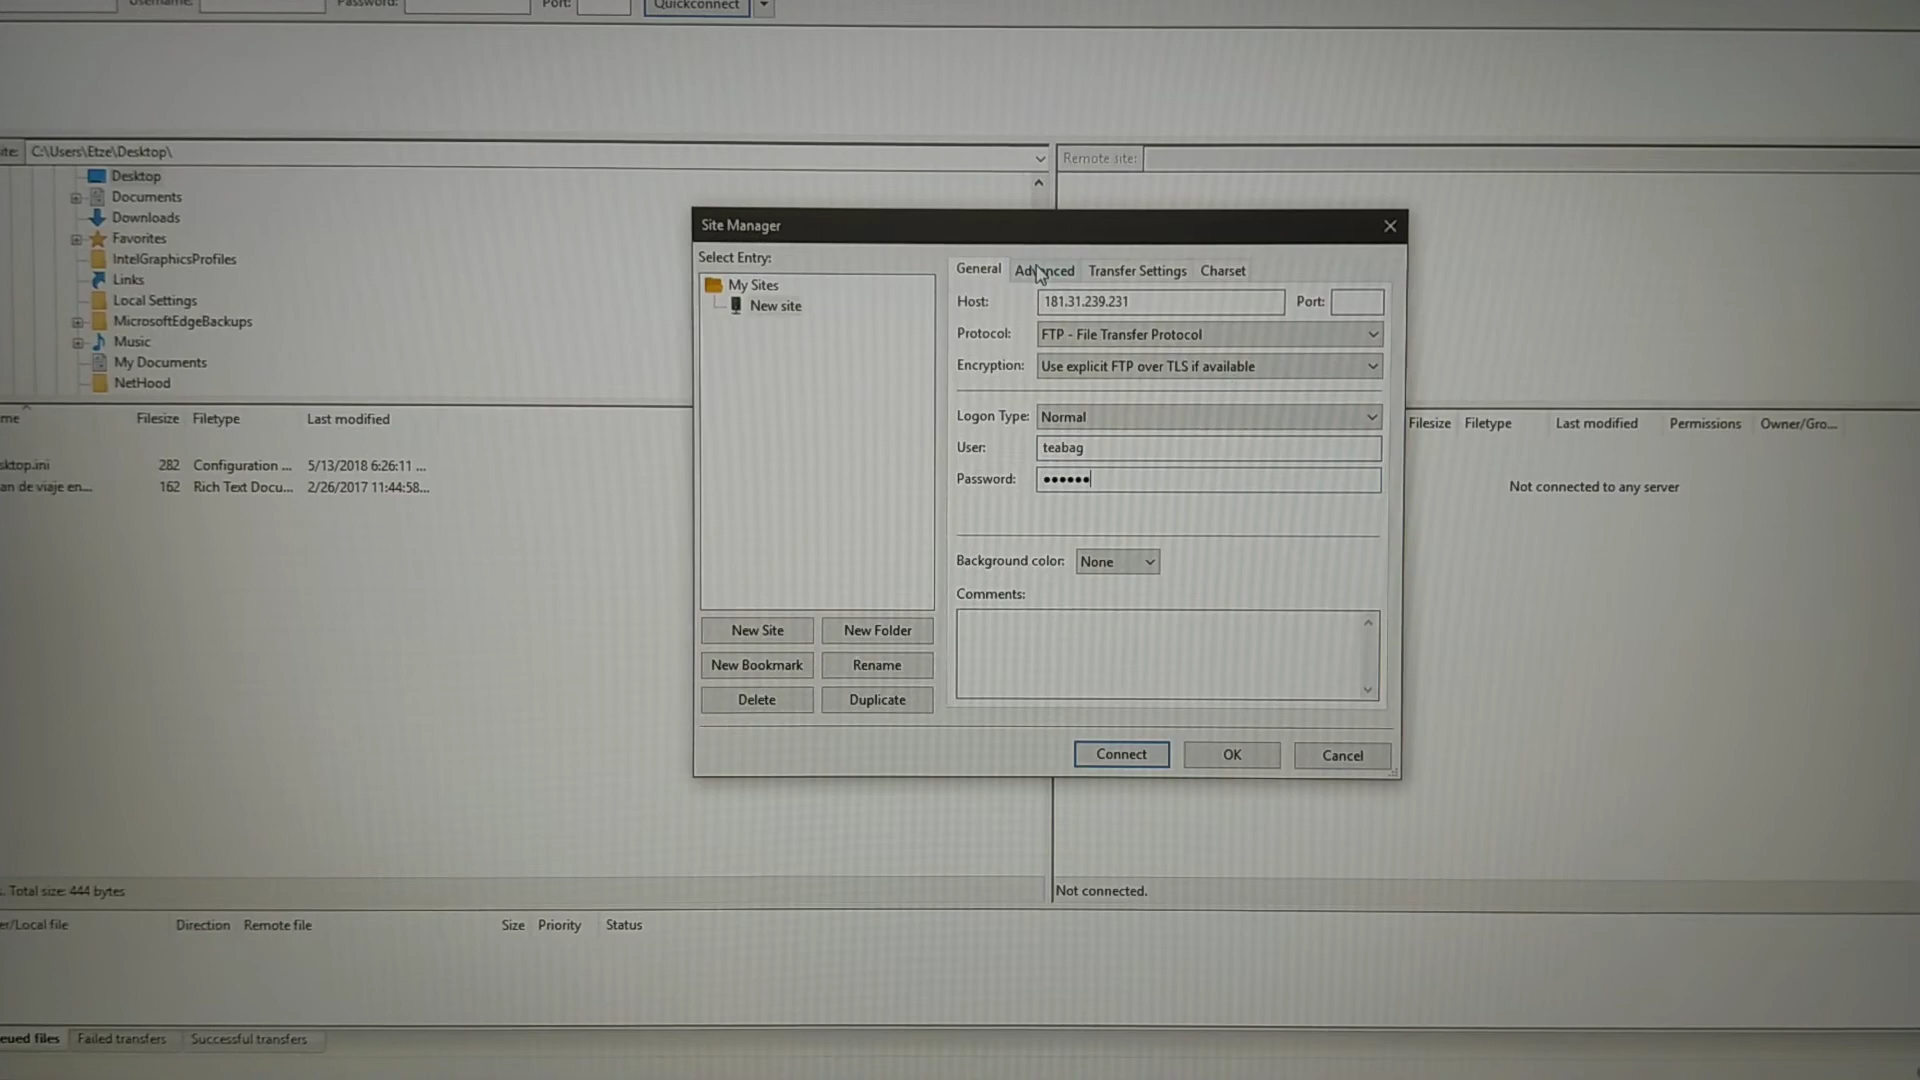 Username:
Password:
Port:
Quickconnect
ite: C:\Users\Etze\Desktop\
Desktop
Documents
Downloads
Favorites
IntelGraphicsProfiles
Links
Local Settings
MicrosoftEdgeBackups
Music
My Documents
NetHood
Remote site:
me Filesize Filetype Last modified
sktop.ini 282 Configuration ... 5/13/2018 6:26:11 ...
an de viaje en... 162 Rich Text Docu... 2/26/2017 11:44:58...
Site Manager
Select Entry:
My Sites
New site
New Site New Folder
New Bookmark Rename
Delete Duplicate
General Advanced Transfer Settings Charset
Host: 181.31.239.231 Port:
Protocol: FTP - File Transfer Protocol
Encryption: Use explicit FTP over TLS if available
Logon Type: Normal
User: teabag
Password: ••••••
Background color: None
Comments:
Connect OK Cancel
Filesize Filetype Last modified Permissions Owner/Gro...
Not connected to any server
. Total size: 444 bytes
Not connected.
er/Local file Direction Remote file Size Priority Status
eued files Failed transfers Successful transfers